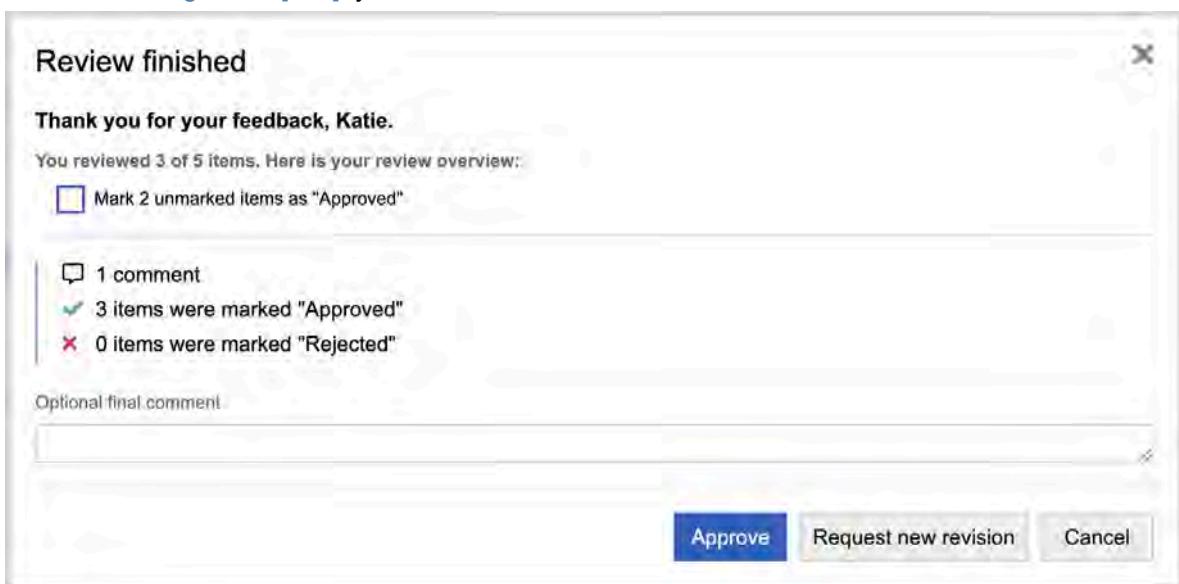 Review finished
Thank you for your feedback, Katie.
You reviewed 3 of 5 items. Here is your review overview:
Mark 2 unmarked items as "Approved"
1 comment
3 items were marked "Approved"
0 items were marked "Rejected"
Optional final comment
Approve Request new revision Cancel